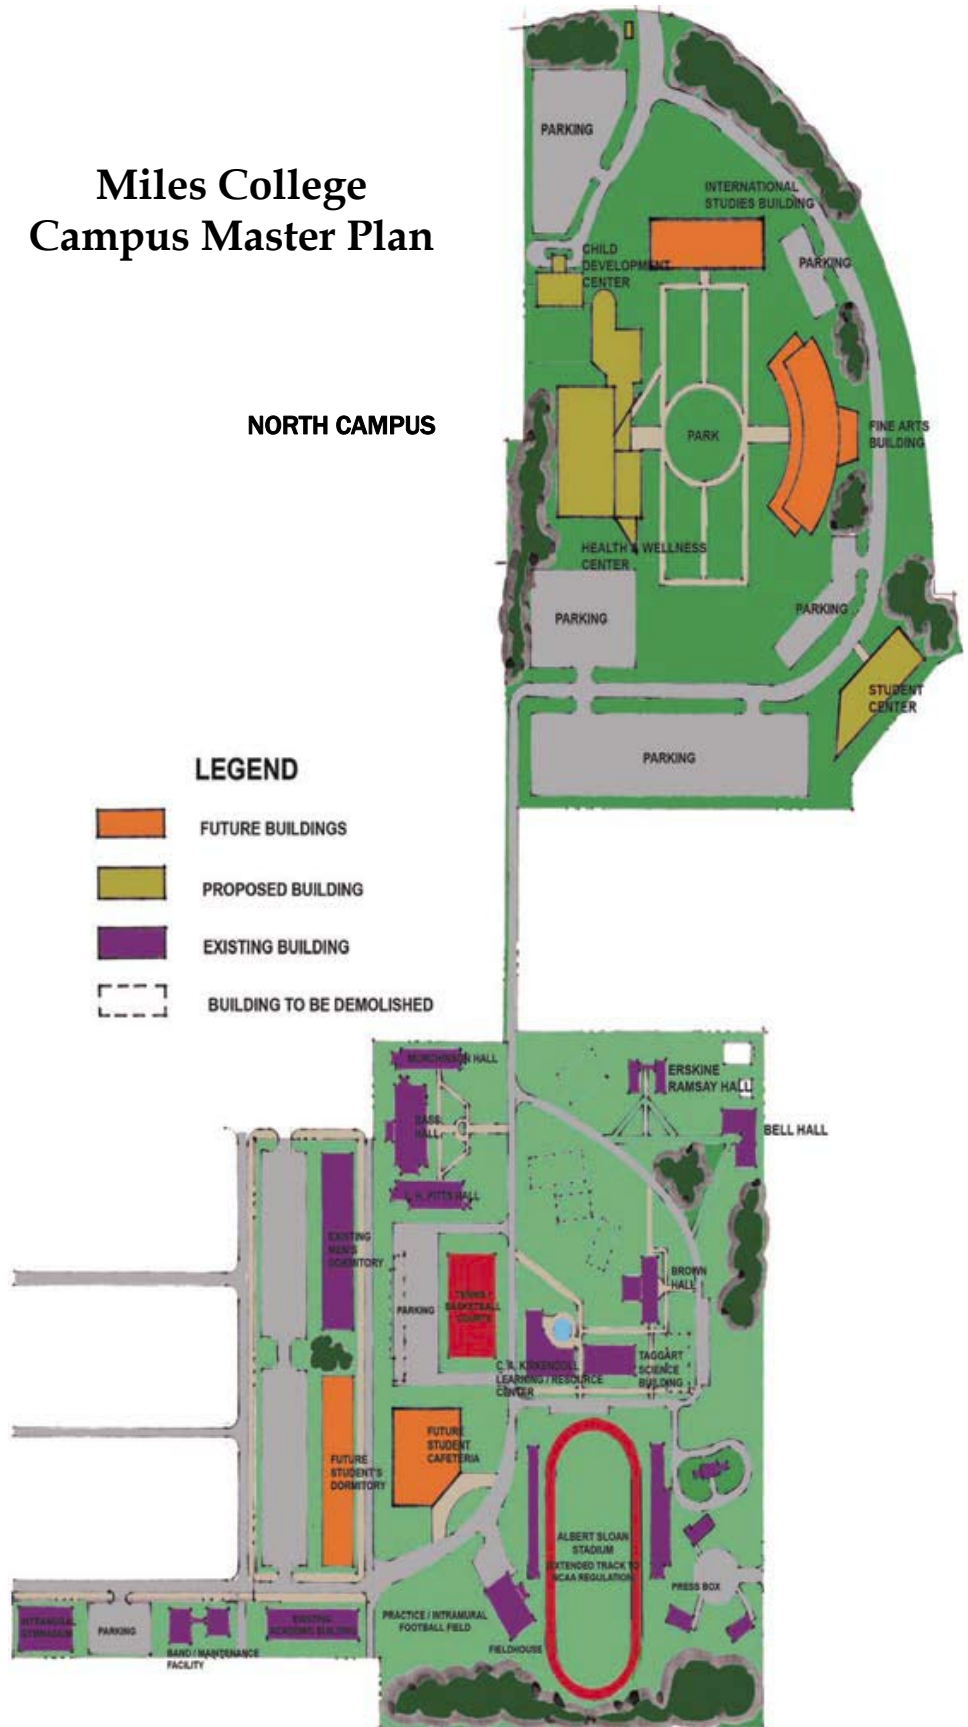 Miles College
Campus Master Plan
PARKING
INTERNATIONAL
STUDIES BUILDING
CHILD
DEVELOPMENT
CENTER
PARKING
NORTH CAMPUS
PARK
FINE ARTS
BUILDING
HEALTH & WELLNESS
CENTER
PARKING
PARKING
STUDENT
CENTER
PARKING
LEGEND
FUTURE BUILDINGS
PROPOSED BUILDING
EXISTING BUILDING
BUILDING TO BE DEMOLISHED
MURCHINSON HALL
ERSKINE
RAMSAY HALL
BASS
HALL
BELL HALL
PITTS HALL
EXISTING
MEN'S
DORMITORY
BROWN
HALL
PARKING
TENNIS /
BASKETBALL
COURTS
C. A. KIRKENDOLL
LEARNING / RESOURCE
CENTER
TAGGART
SCIENCE
BUILDING
FUTURE
STUDENT
CAFETERIA
FUTURE
STUDENT'S
DORMITORY
ALBERT SLOAN
STADIUM
EXTENDED TRACK TO
NCAA REGULATION
PRESS BOX
PRACTICE / INTRAMURAL
FOOTBALL FIELD
FIELDHOUSE
INTRAMURAL
GYMNASIUM
PARKING
BAND / MAINTENANCE
FACILITY
EXISTING
ACADEMIC BUILDING